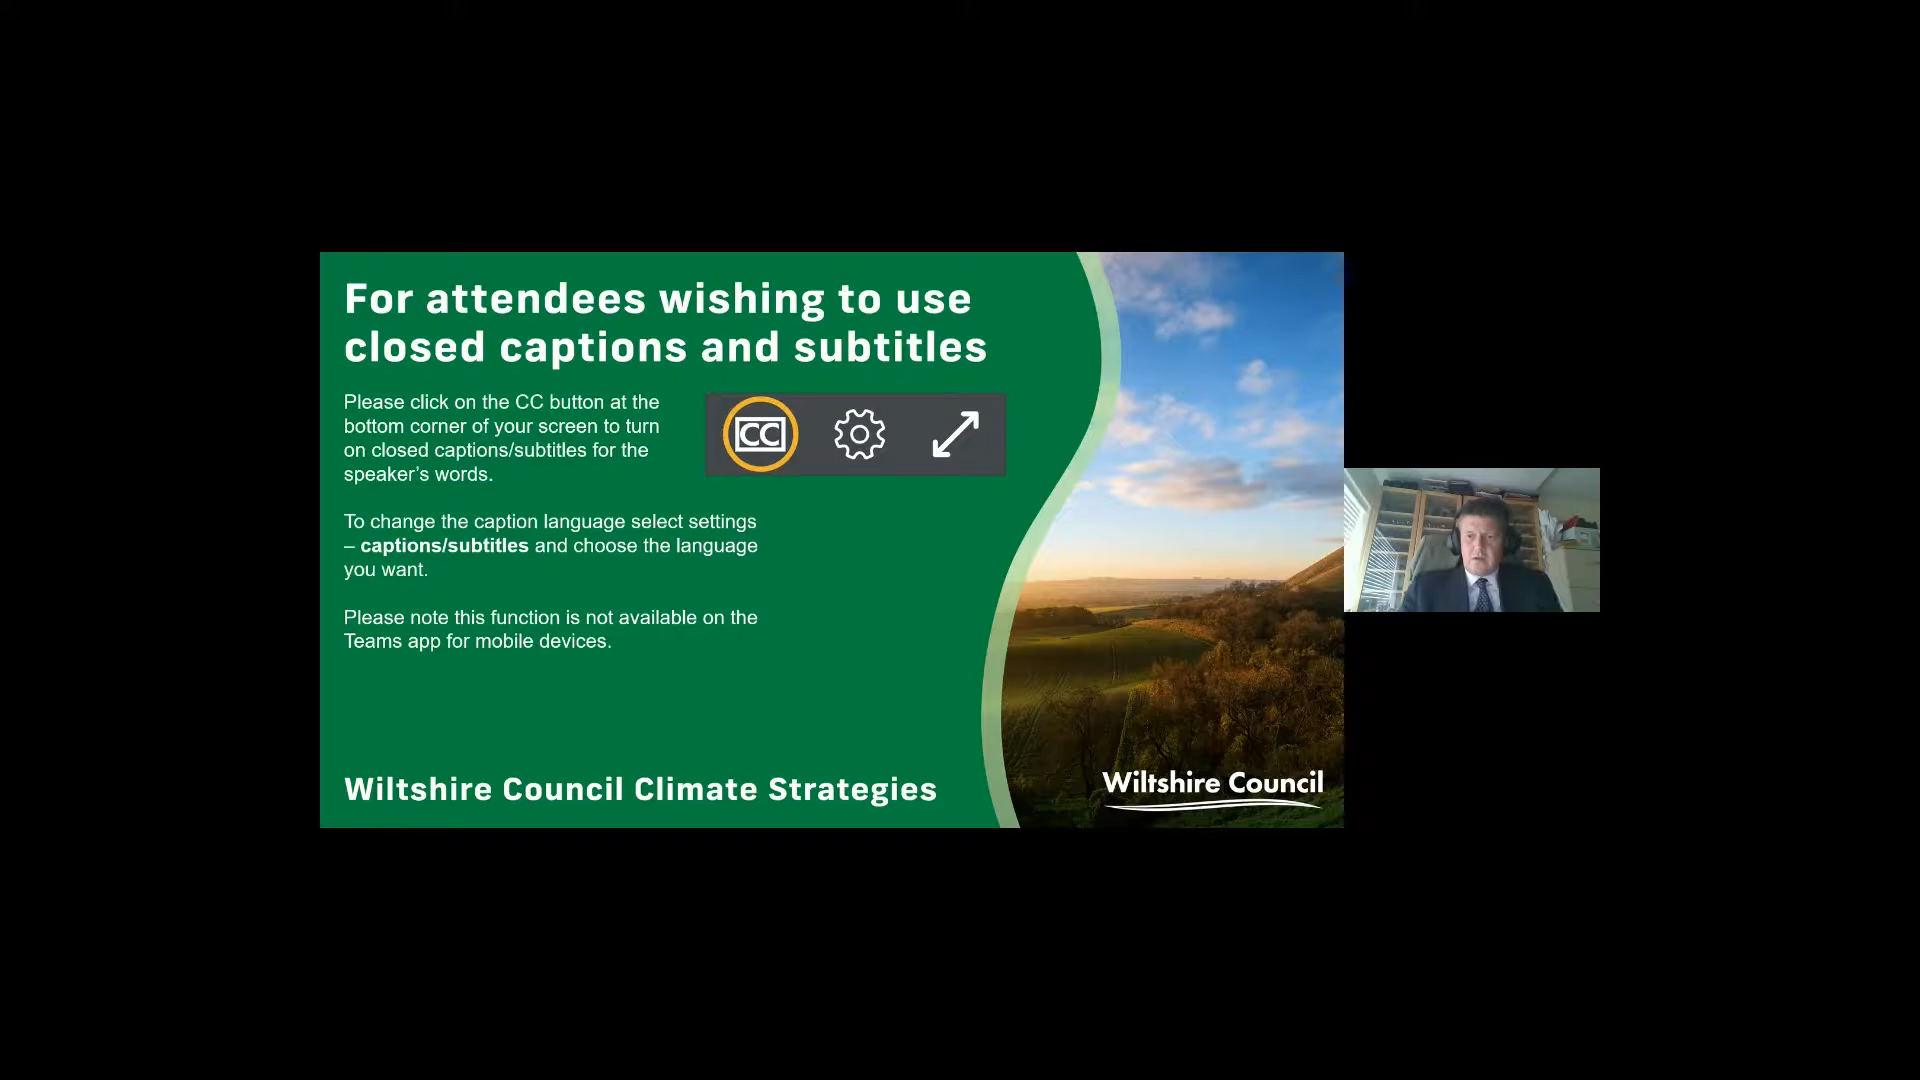 For attendees wishing to use
closed captions and subtitles
Please click on the CC button at the
bottom corner of your screen to turn
on closed captions/subtitles for the
speaker’s words.
CC
To change the caption language select settings
– captions/subtitles and choose the language
you want.
Please note this function is not available on the
Teams app for mobile devices.
Wiltshire Council Climate Strategies
Wiltshire Council